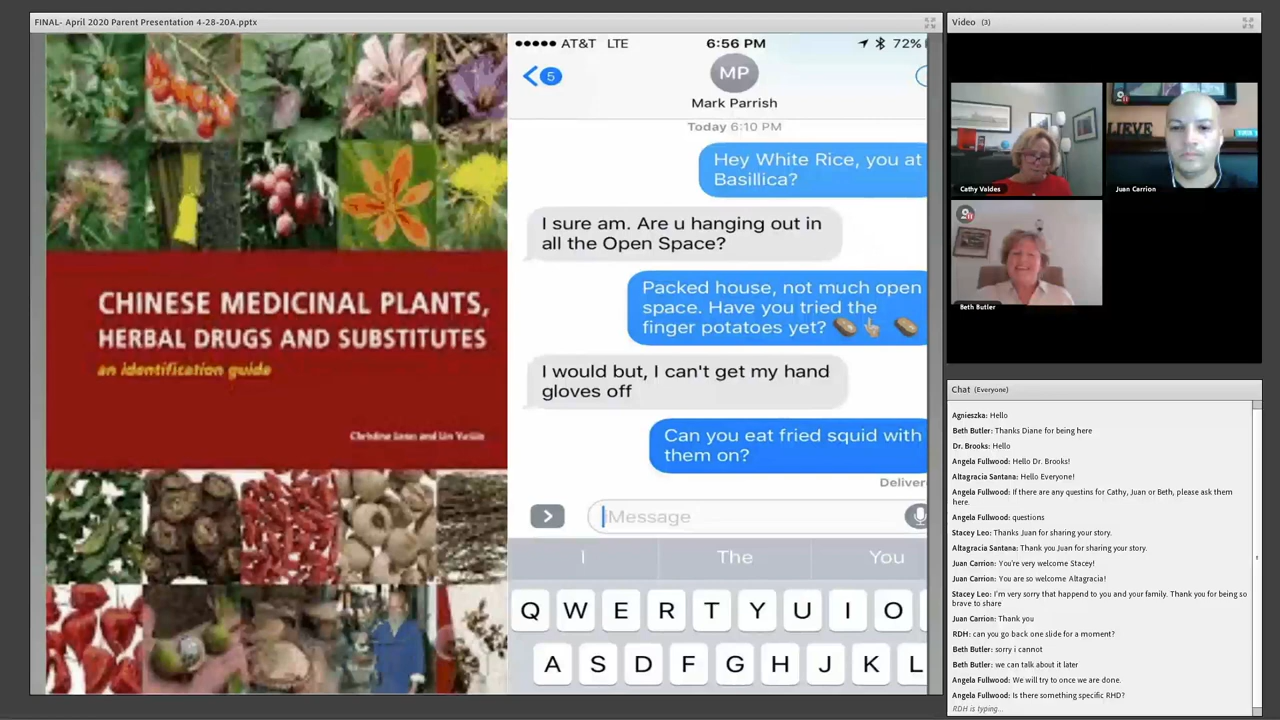 FINAL- April 2020 Parent Presentation 4-28-20A.pptx
CHINESE MEDICINAL PLANTS,
HERBAL DRUGS AND SUBSTITUTES
an identification guide
AT&T LTE
6:56 PM
72%
5
MP
Mark Parrish
Today 6:10 PM
Hey White Rice, you at
Basillica?
I sure am. Are u hanging out in
all the Open Space?
Packed house, not much open
space. Have you tried the
finger potatoes yet?
I would but, I can't get my hand
gloves off
Can you eat fried squid with
them on?
Deliver
Message
I The You
Q W E R T Y U I O
A S D F G H J K L
Video (3)
Cathy Valdes
LIEVE
Juan Carrion
Beth Butler
Chat (Everyone)
Agnieszka: Hello
Beth Butler: Thanks Diane for being here
Dr. Brooks: Hello
Angela Fullwood: Hello Dr. Brooks!
Altagracia Santana: Hello Everyone!
Angela Fullwood: If there are any questins for Cathy, Juan or Beth, please ask them
here.
Angela Fullwood: questions
Stacey Leo: Thanks Juan for sharing your story.
Altagracia Santana: Thank you Juan for sharing your story.
Juan Carrion: You're very welcome Stacey!
Juan Carrion: You are so welcome Altagracia!
Stacey Leo: I'm very sorry that happend to you and your family. Thank you for being so
brave to share
Juan Carrion: Thank you
RDH: can you go back one slide for a moment?
Beth Butler: sorry i cannot
Beth Butler: we can talk about it later
Angela Fullwood: We will try to once we are done.
Angela Fullwood: Is there something specific RHD?
RDH is typing...